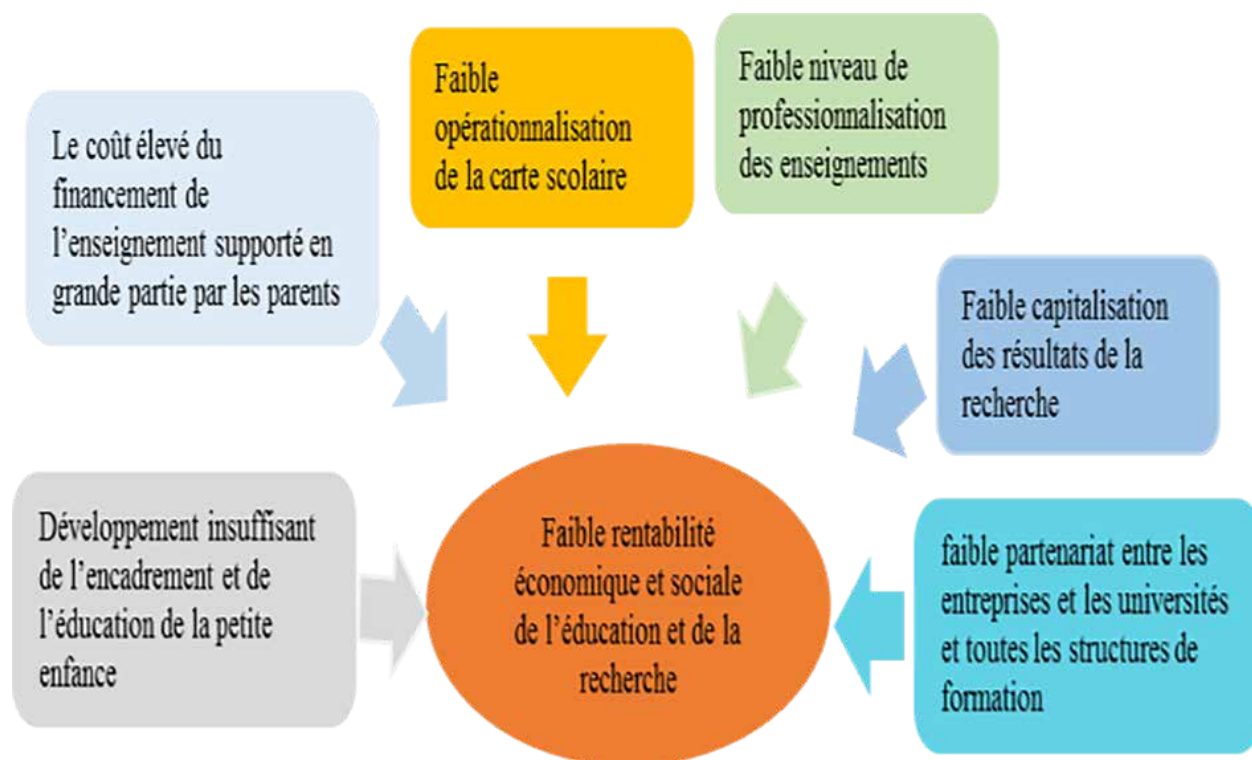 Le coût élevé du
financement de
l’enseignement supporté en
grande partie par les parents
Faible
opérationnalisation
de la carte scolaire
Faible niveau de
professionnalisation
des enseignements
Faible capitalisation
des résultats de la
recherche
Développement insuffisant
de l’encadrement et de
l’éducation de la petite
enfance
Faible rentabilité
économique et sociale
de l’éducation et de la
recherche
faible partenariat entre les
entreprises et les universités
et toutes les structures de
formation